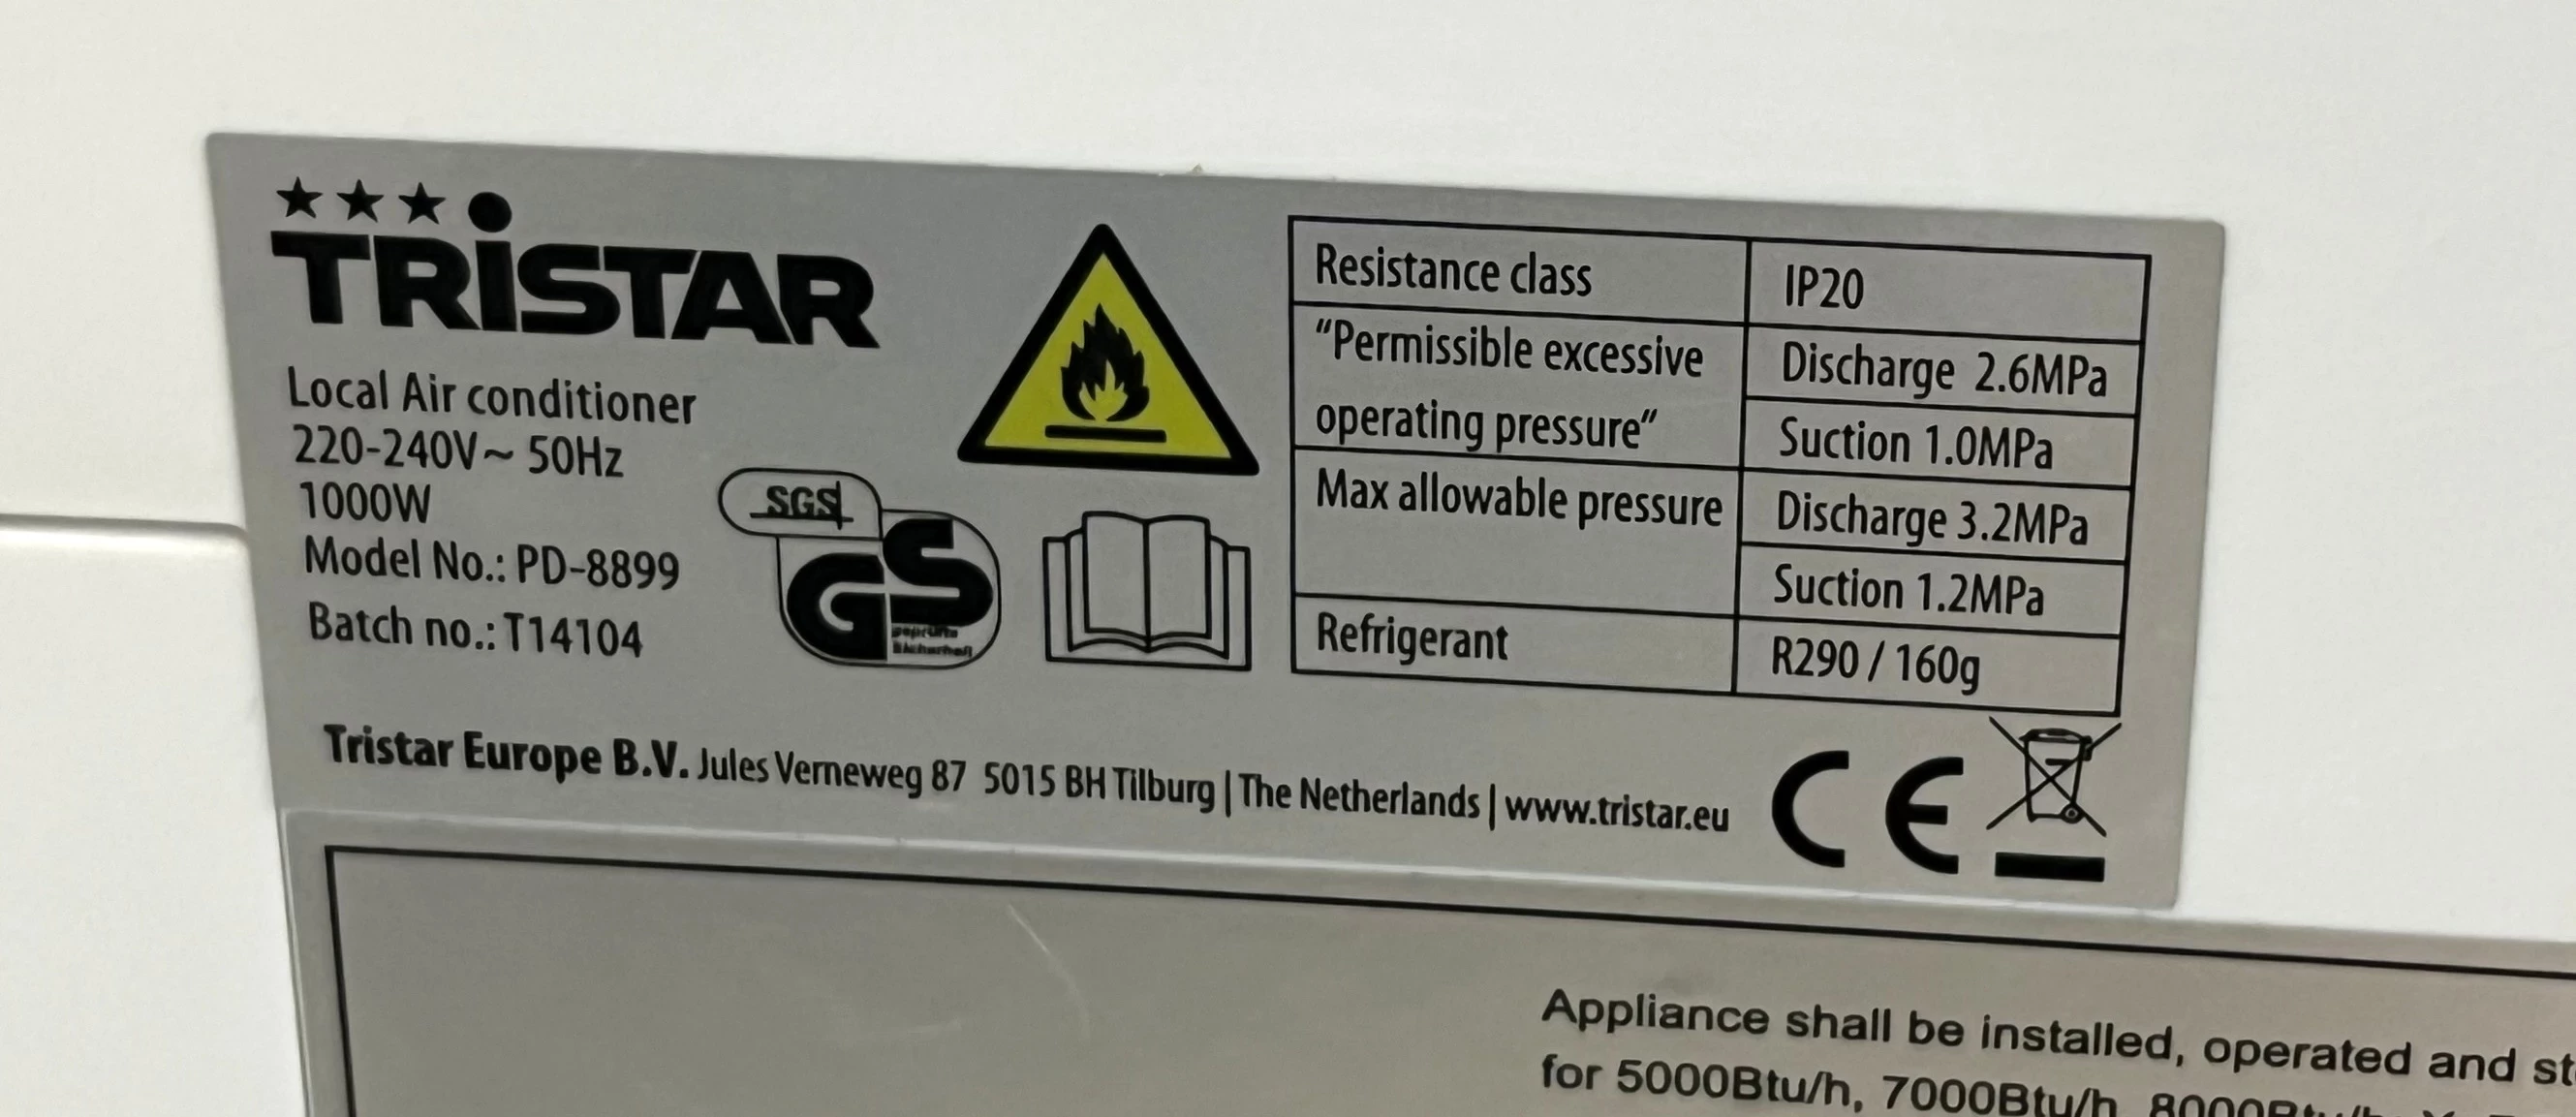 TRISTAR
Local Air conditioner
220-240V~ 50Hz
1000W
Model No.: PD-8899
Batch no.: T14104
SGS
GS
geprüfte
Sicherheit
Resistance class IP20
"Permissible excessive operating pressure" Discharge 2.6MPa
Suction 1.0MPa
Max allowable pressure Discharge 3.2MPa
Suction 1.2MPa
Refrigerant R290 / 160g
Tristar Europe B.V. Jules Verneweg 87 5015 BH Tilburg | The Netherlands | www.tristar.eu
CE
Appliance shall be installed, operated and
for 5000Btu/h, 7000Btu/h,